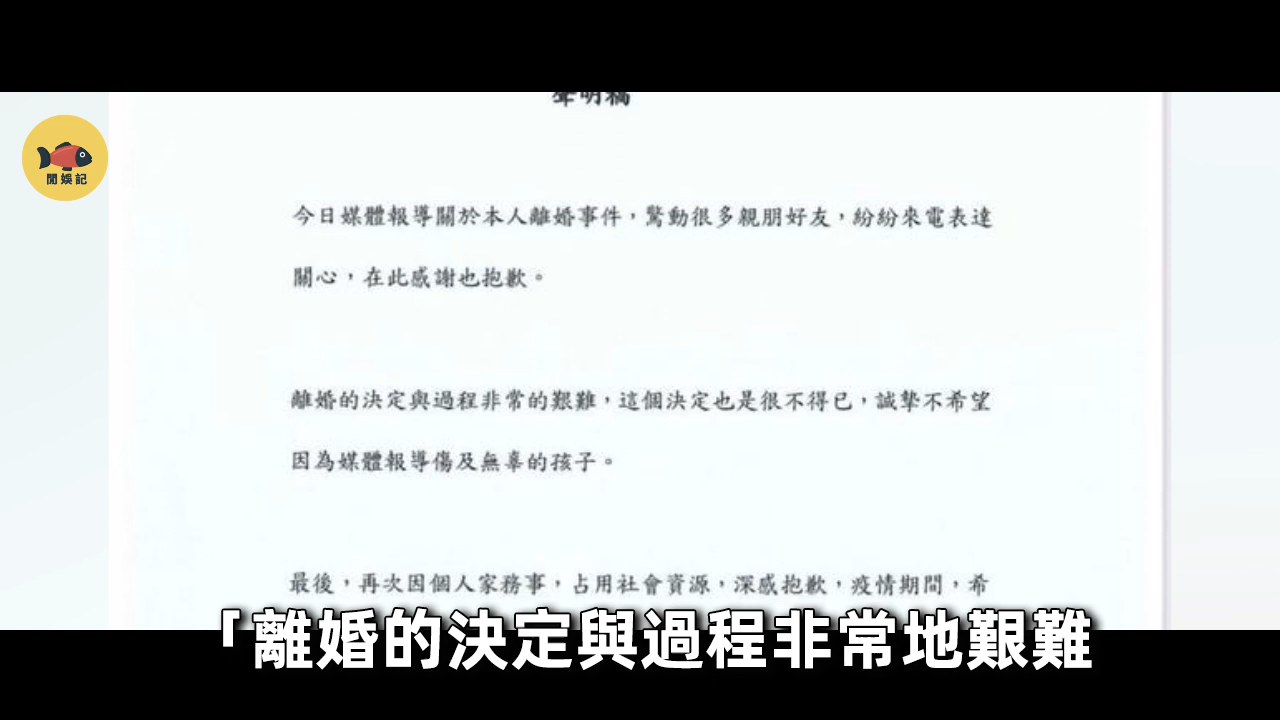 聲明稿
閒娛記
今日媒體報導關於本人離婚事件，驚動很多親朋好友，紛紛來電表達
關心，在此感謝也抱歉。
離婚的決定與過程非常的艱難，這個決定也是很不得已，誠摯不希望
因為媒體報導傷及無辜的孩子。
最後，再次因個人家務事，占用社會資源，深感抱歉，疫情期間，希
「離婚的決定與過程非常地艱難